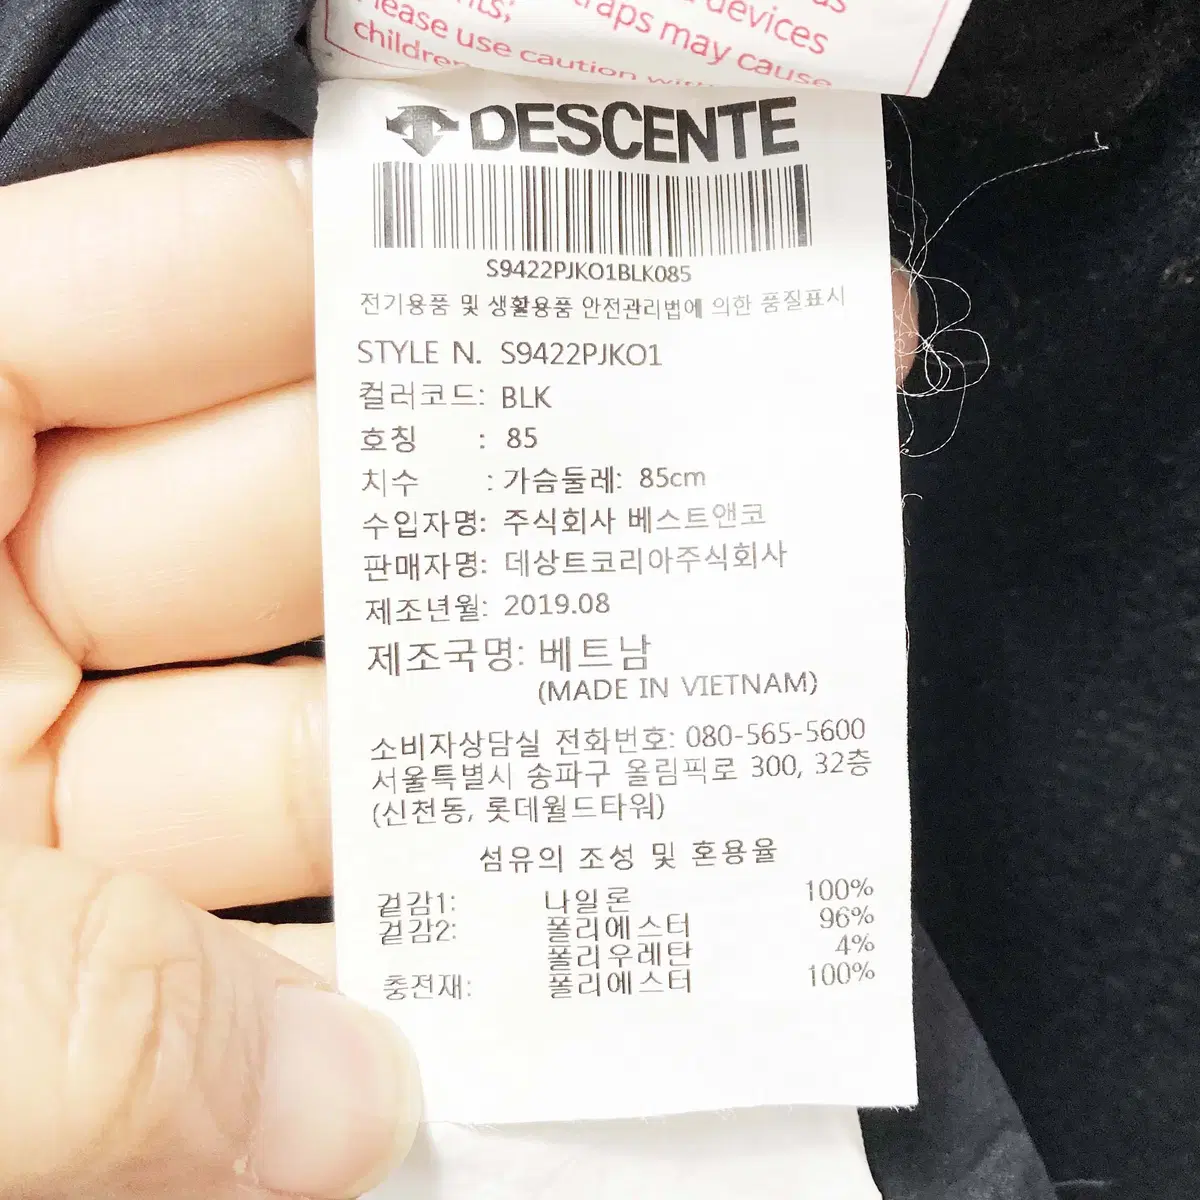 devices
traps may cause
Please use caution
children
DESCENTE
S9422PJKO1BLK085
전기용품 및 생활용품 안전관리법에 의한 품질표시
STYLE N. S9422PJKO1
컬러코드: BLK
호칭 : 85
치수 : 가슴둘레: 85cm
수입자명: 주식회사 베스트앤코
판매자명: 데상트코리아주식회사
제조년월: 2019.08
제조국명: 베트남
(MADE IN VIETNAM)
소비자상담실 전화번호: 080-565-5600
서울특별시 송파구 올림픽로 300, 32층
(신천동, 롯데월드타워)
섬유의 조성 및 혼용율
겉감1: 나일론 100%
겉감2: 폴리에스터 96%
폴리우레탄 4%
충전재: 폴리에스터 100%